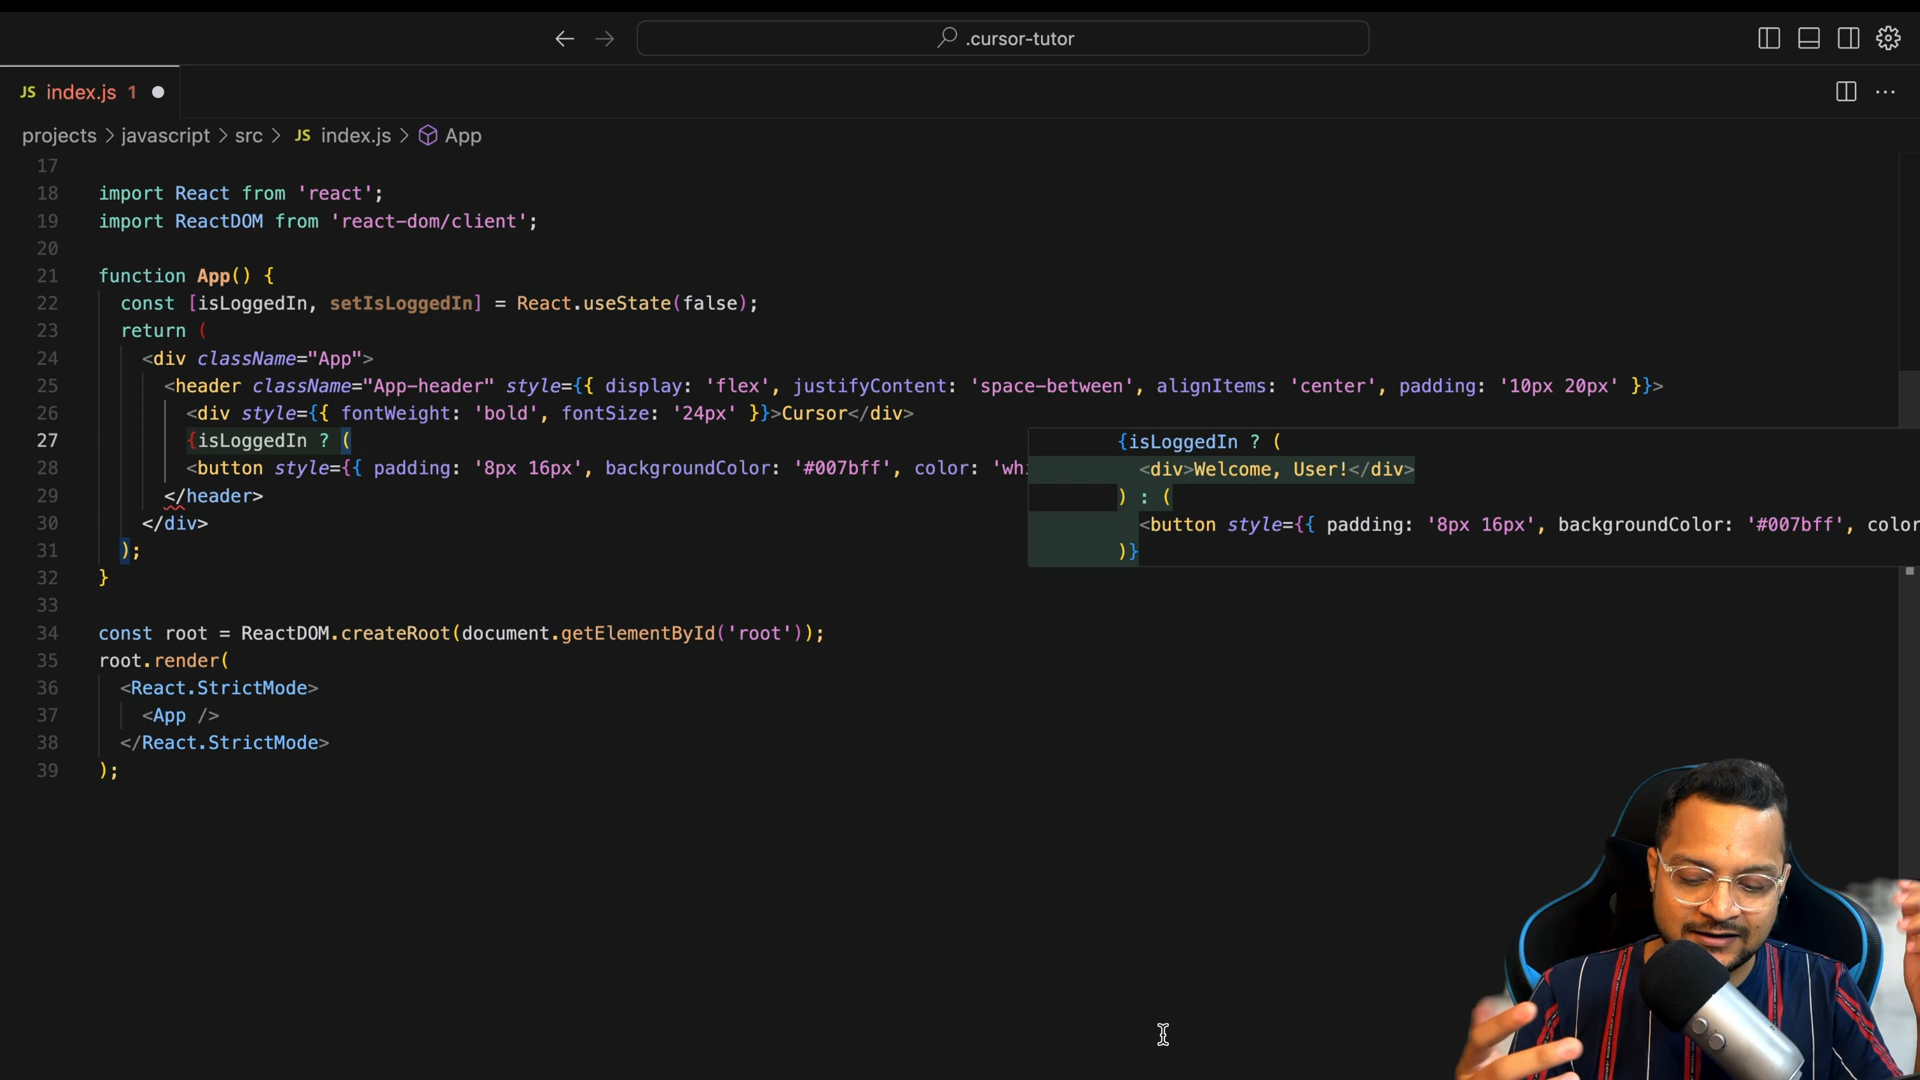 .cursor-tutor
JS index.js 1
projects > javascript > src > JS index.js > App
17
18 import React from 'react';
19 import ReactDOM from 'react-dom/client';
20
21 function App() {
22 const [isLoggedIn, setIsLoggedIn] = React.useState(false);
23 return (
24 <div className="App">
25 <header className="App-header" style={{ display: 'flex', justifyContent: 'space-between', alignItems: 'center', padding: '10px 20px' }}>
26 <div style={{ fontWeight: 'bold', fontSize: '24px' }}>Cursor</div>
27 {isLoggedIn ? (
28 <button style={{ padding: '8px 16px', backgroundColor: '#007bff', color: 'whi
29 </header>
30 </div>
31 );
32 }
33
34 const root = ReactDOM.createRoot(document.getElementById('root'));
35 root.render(
36 <React.StrictMode>
37 <App />
38 </React.StrictMode>
39 );
{isLoggedIn ? (
<div>Welcome, User!</div>
) : (
<button style={{ padding: '8px 16px', backgroundColor: '#007bff', color
)}